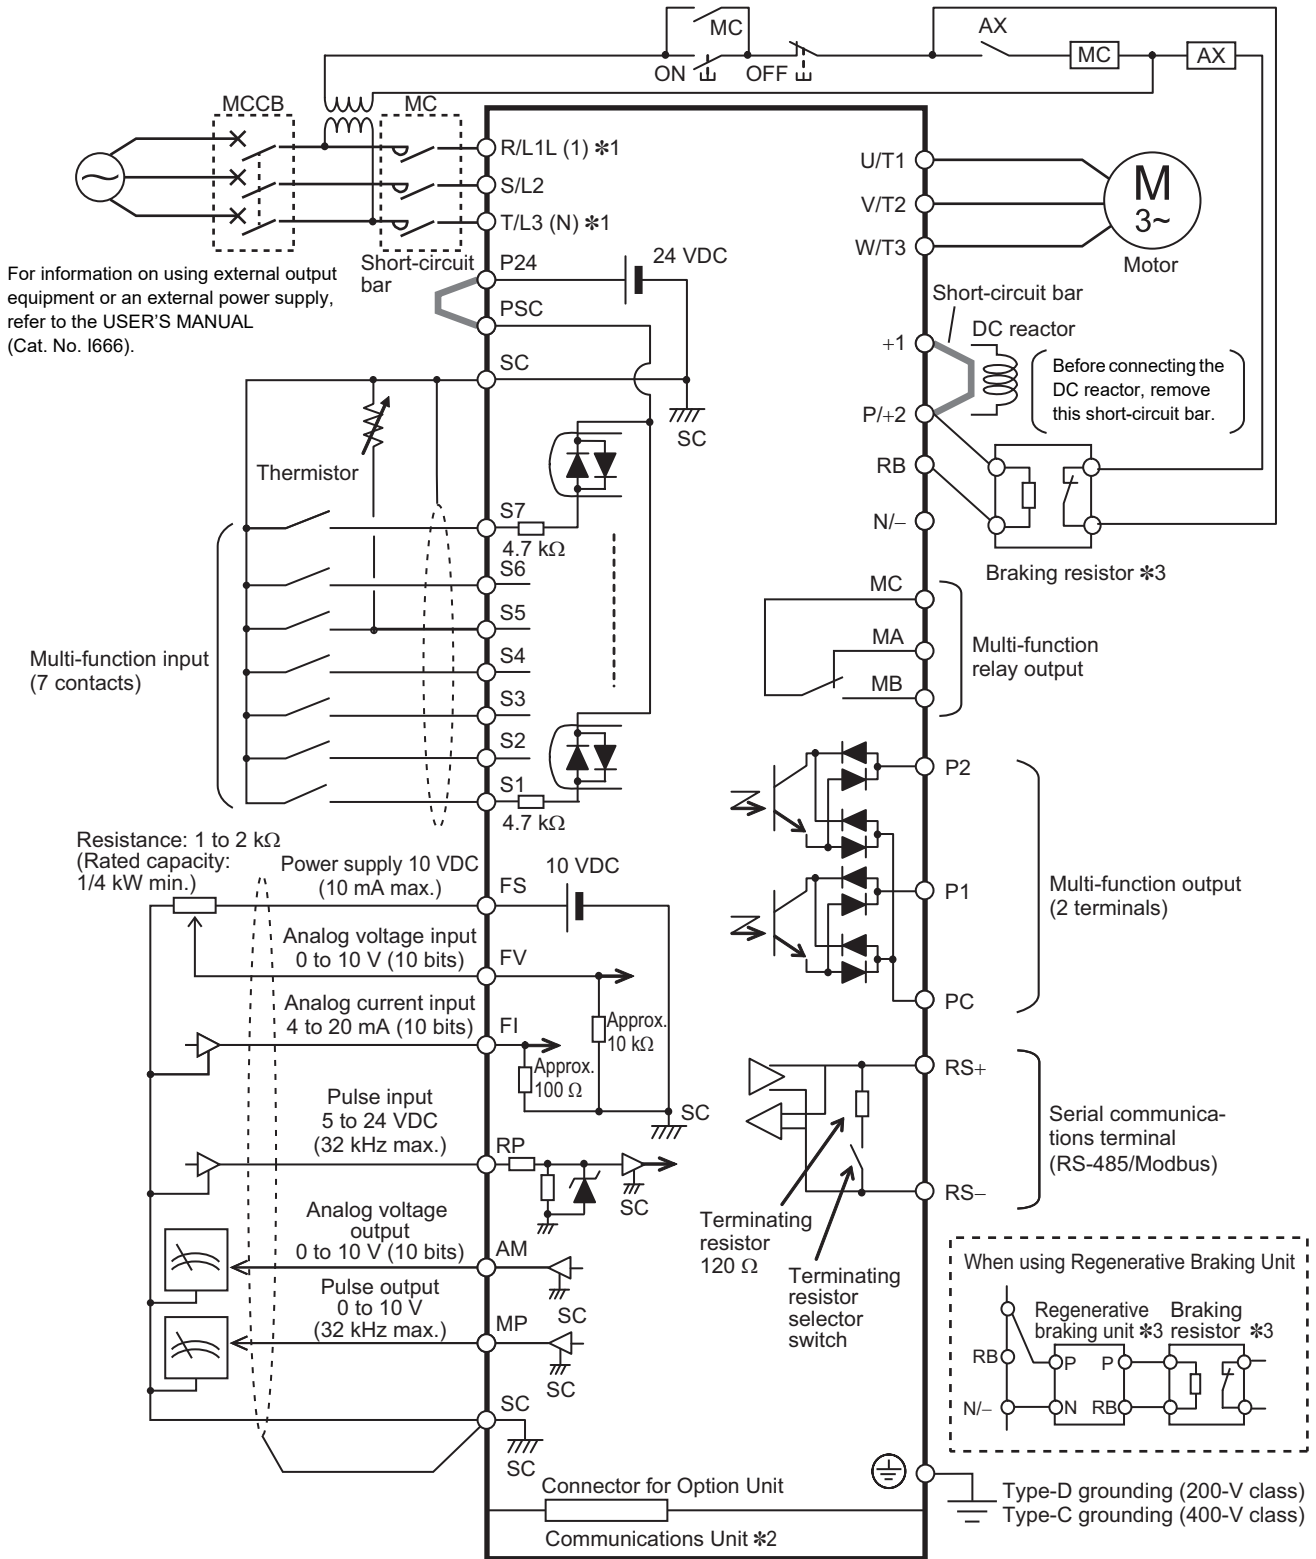 MC
AX
ON
OFF
MC
AX
MCCB
MC
R/L1L (1) ✻1
S/L2
T/L3 (N) ✻1
U/T1
V/T2
W/T3
M
3~
Motor
For information on using external output
equipment or an external power supply,
refer to the USER'S MANUAL
(Cat. No. I666).
Short-circuit
bar
P24
24 VDC
PSC
SC
SC
Short-circuit bar
DC reactor
+1
Before connecting the
DC reactor, remove
this short-circuit bar.
P/+2
RB
N/−
Braking resistor ✻3
Thermistor
S7
4.7 kΩ
S6
S5
S4
S3
S2
S1
4.7 kΩ
Multi-function input
(7 contacts)
MC
MA
MB
Multi-function
relay output
P2
P1
PC
Multi-function output
(2 terminals)
Resistance: 1 to 2 kΩ
(Rated capacity:
1/4 kW min.)
Power supply 10 VDC
(10 mA max.)
FS
10 VDC
Analog voltage input
0 to 10 V (10 bits)
FV
Approx.
10 kΩ
Analog current input
4 to 20 mA (10 bits)
FI
Approx.
100 Ω
SC
Pulse input
5 to 24 VDC
(32 kHz max.)
RP
SC
Analog voltage
output
0 to 10 V (10 bits)
AM
SC
Pulse output
0 to 10 V
(32 kHz max.)
MP
SC
SC
SC
RS+
RS−
Serial communica-
tions terminal
(RS-485/Modbus)
Terminating
resistor
120 Ω
Terminating
resistor
selector
switch
When using Regenerative Braking Unit
Regenerative
braking unit ✻3
Braking
resistor ✻3
RB
P
P
N/−
N
RB
Connector for Option Unit
Communications Unit ✻2
Type-D grounding (200-V class)
Type-C grounding (400-V class)